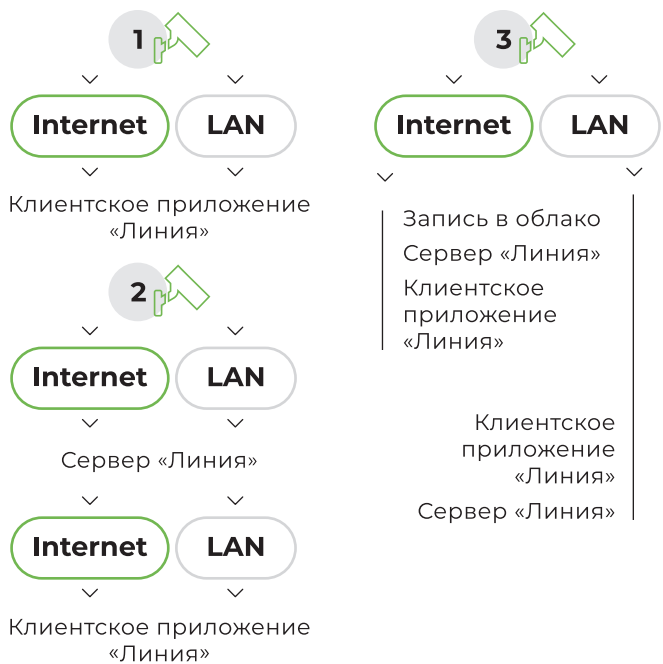 1
Internet
LAN
Клиентское приложение
«Линия»
2
Internet
LAN
Сервер «Линия»
Internet
LAN
Клиентское приложение
«Линия»
3
Internet
LAN
Запись в облако
Сервер «Линия»
Клиентское
приложение
«Линия»
Клиентское
приложение
«Линия»
Сервер «Линия»